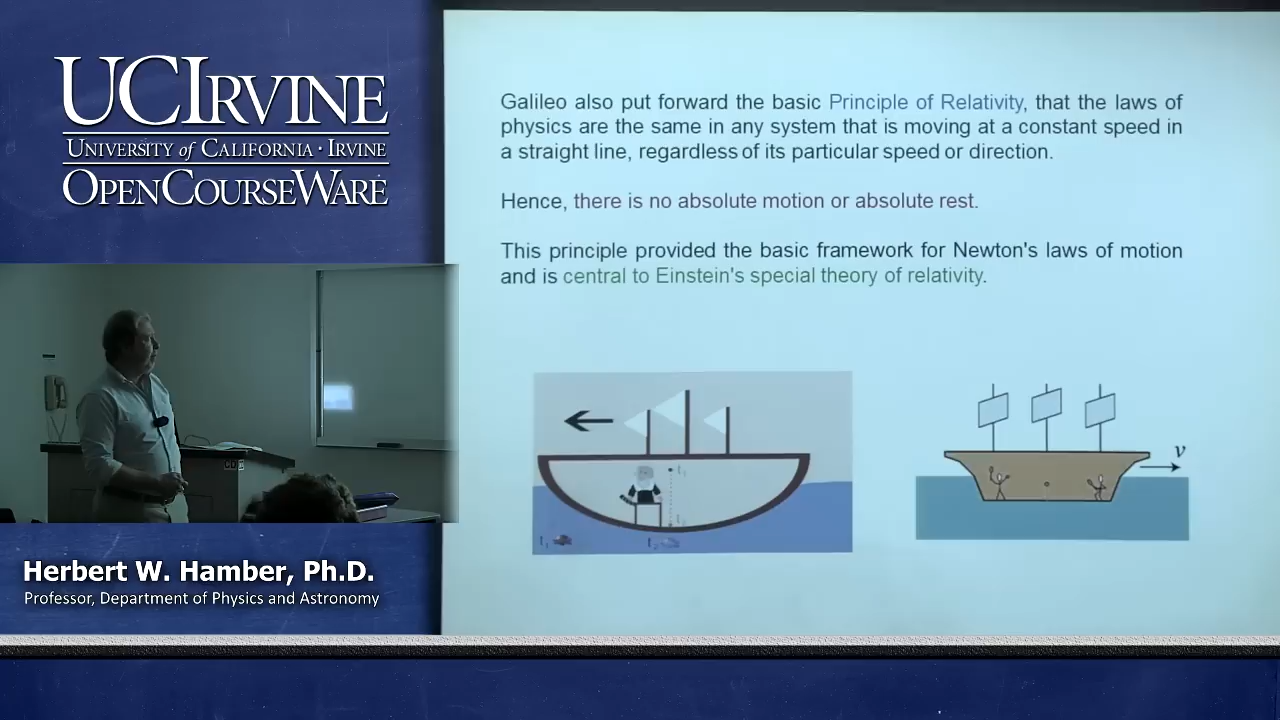 UCIRVINE
UNIVERSITY of CALIFORNIA · IRVINE
OPENCOURSEWARE
Galileo also put forward the basic Principle of Relativity, that the laws of
physics are the same in any system that is moving at a constant speed in
a straight line, regardless of its particular speed or direction.
Hence, there is no absolute motion or absolute rest.
This principle provided the basic framework for Newton's laws of motion
and is central to Einstein's special theory of relativity.
t₁
t₁
v
Herbert W. Hamber, Ph.D.
Professor, Department of Physics and Astronomy